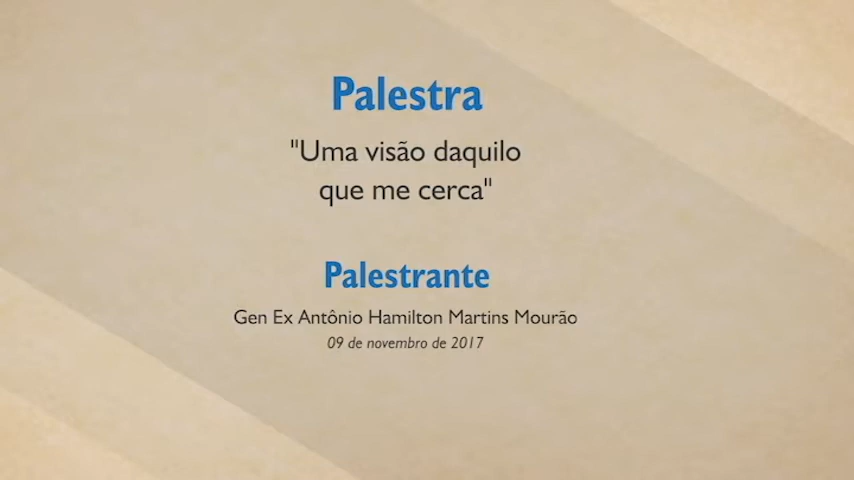 Palestra
"Uma visão daquilo
que me cerca"
Palestrante
Gen Ex Antônio Hamilton Martins Mourão
09 de novembro de 2017